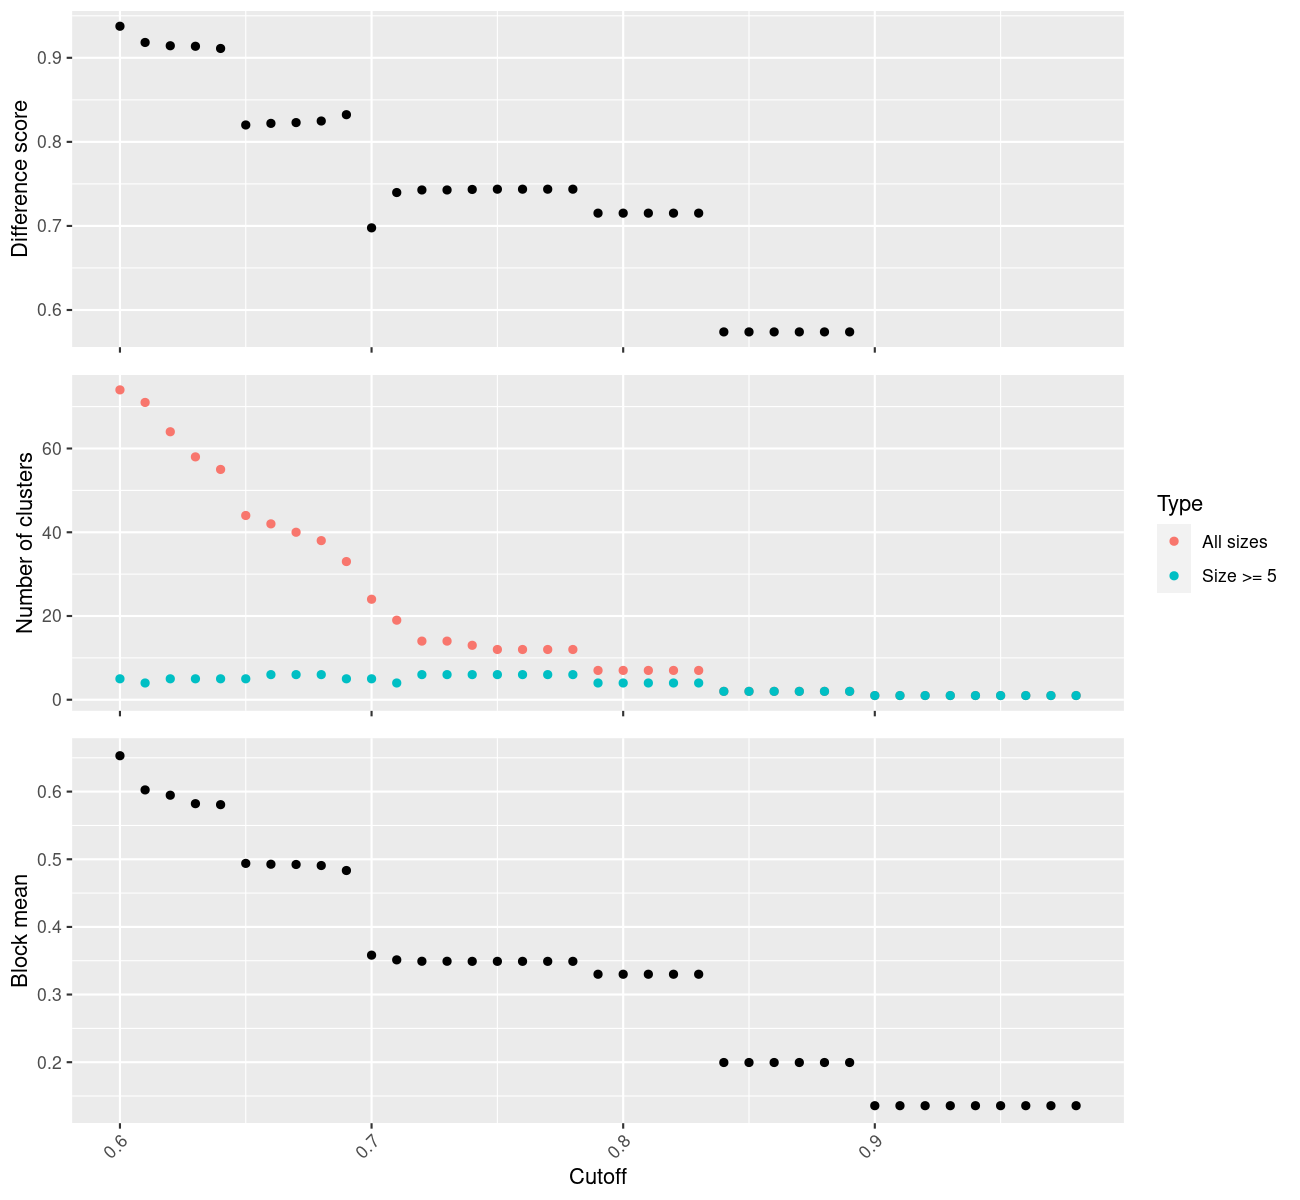 Difference score
0.9
0.8
0.7
0.6
Number of clusters
60
40
20
0
Type
All sizes
Size >= 5
Block mean
0.6
0.5
0.4
0.3
0.2
0.6
0.7
0.8
0.9
Cutoff